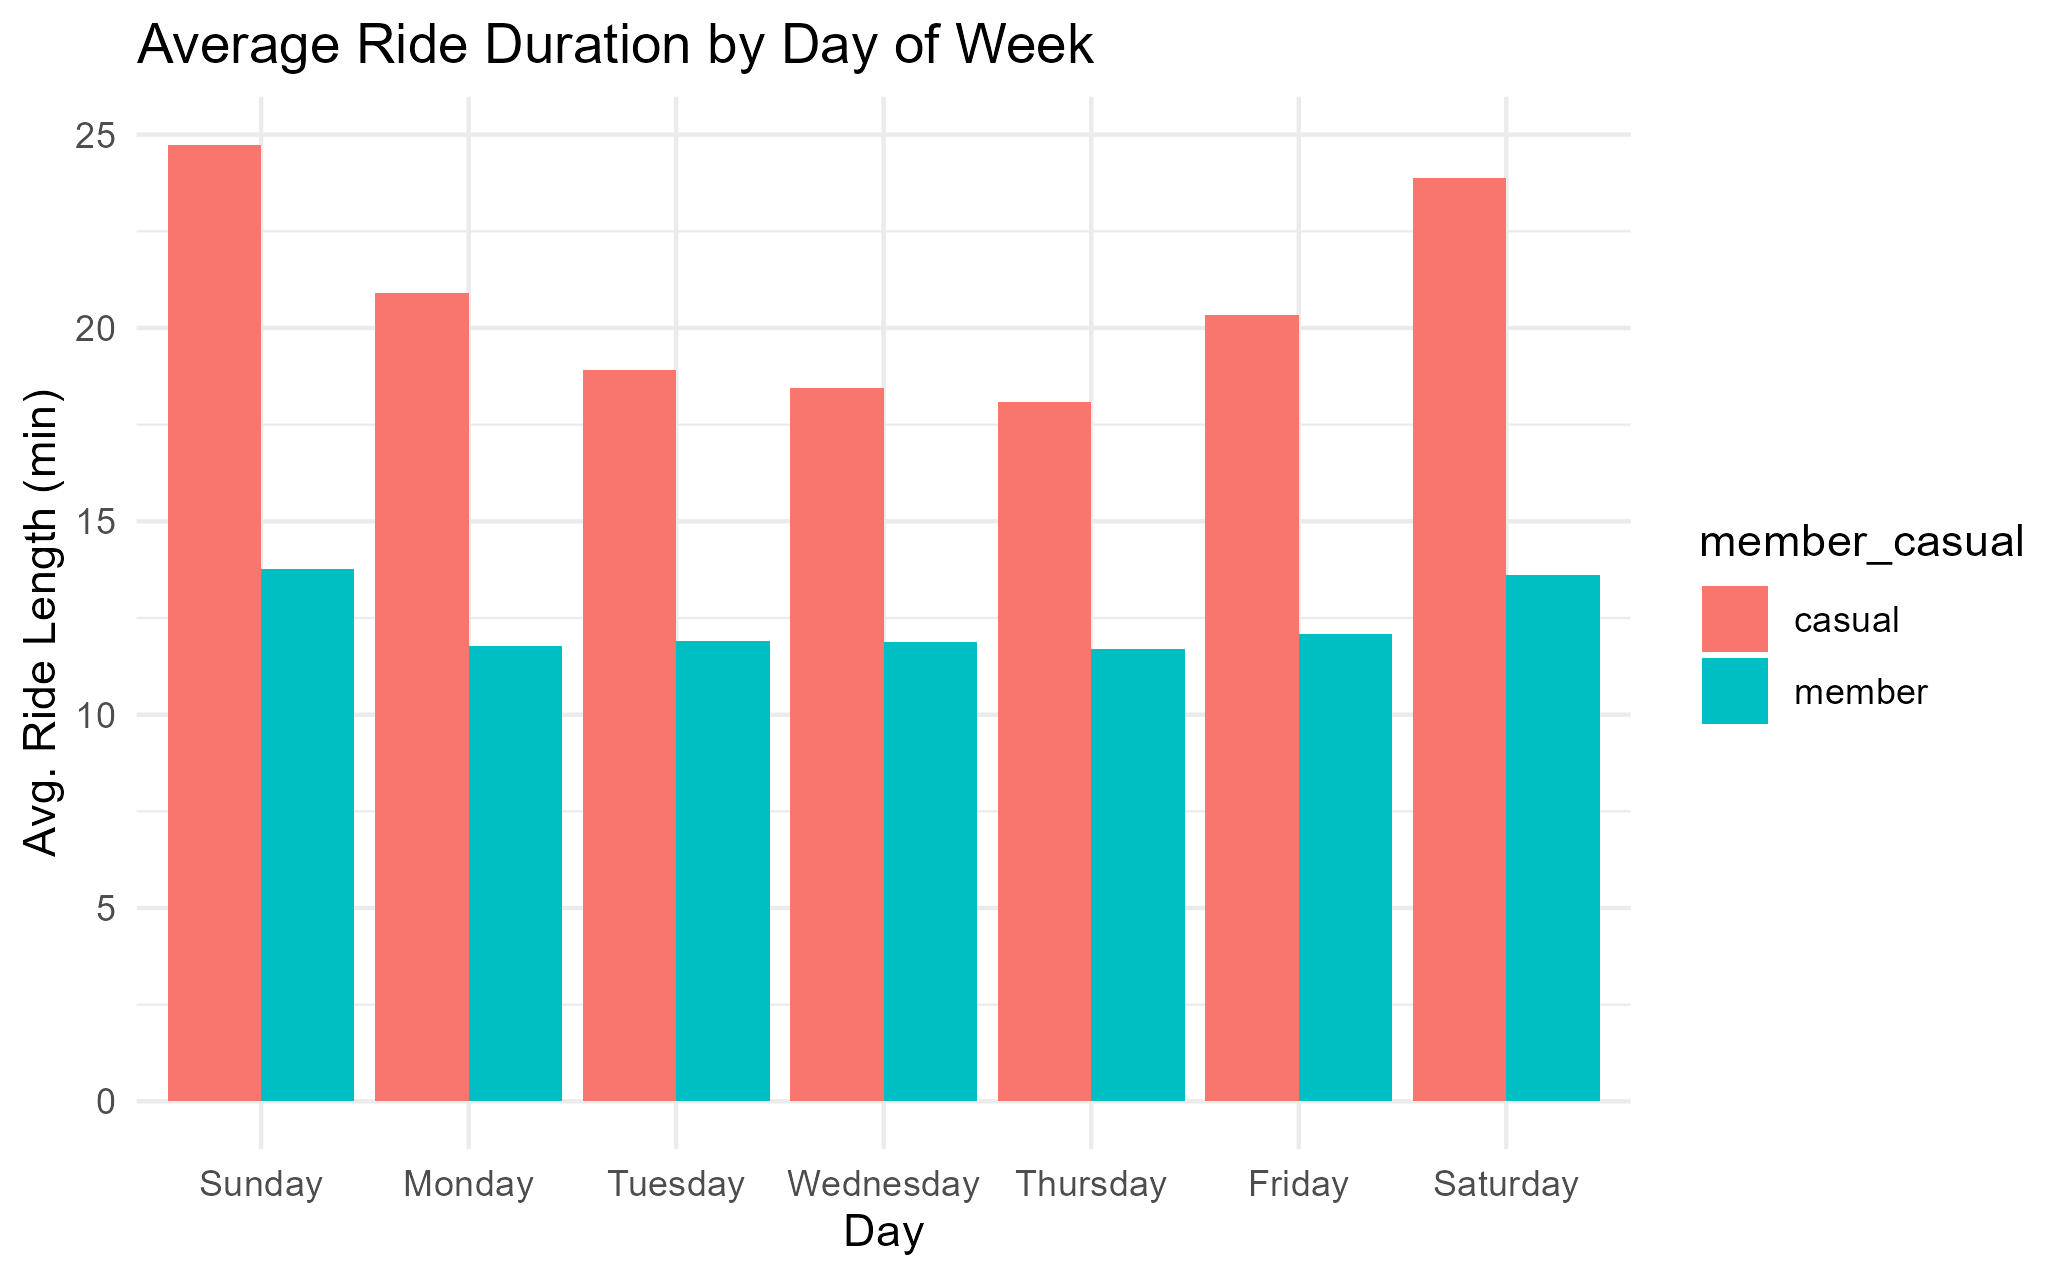 Average Ride Duration by Day of Week
Avg. Ride Length (min)
25
20
15
10
5
0
Sunday Monday Tuesday Wednesday Thursday Friday Saturday
Day
member_casual
casual
member